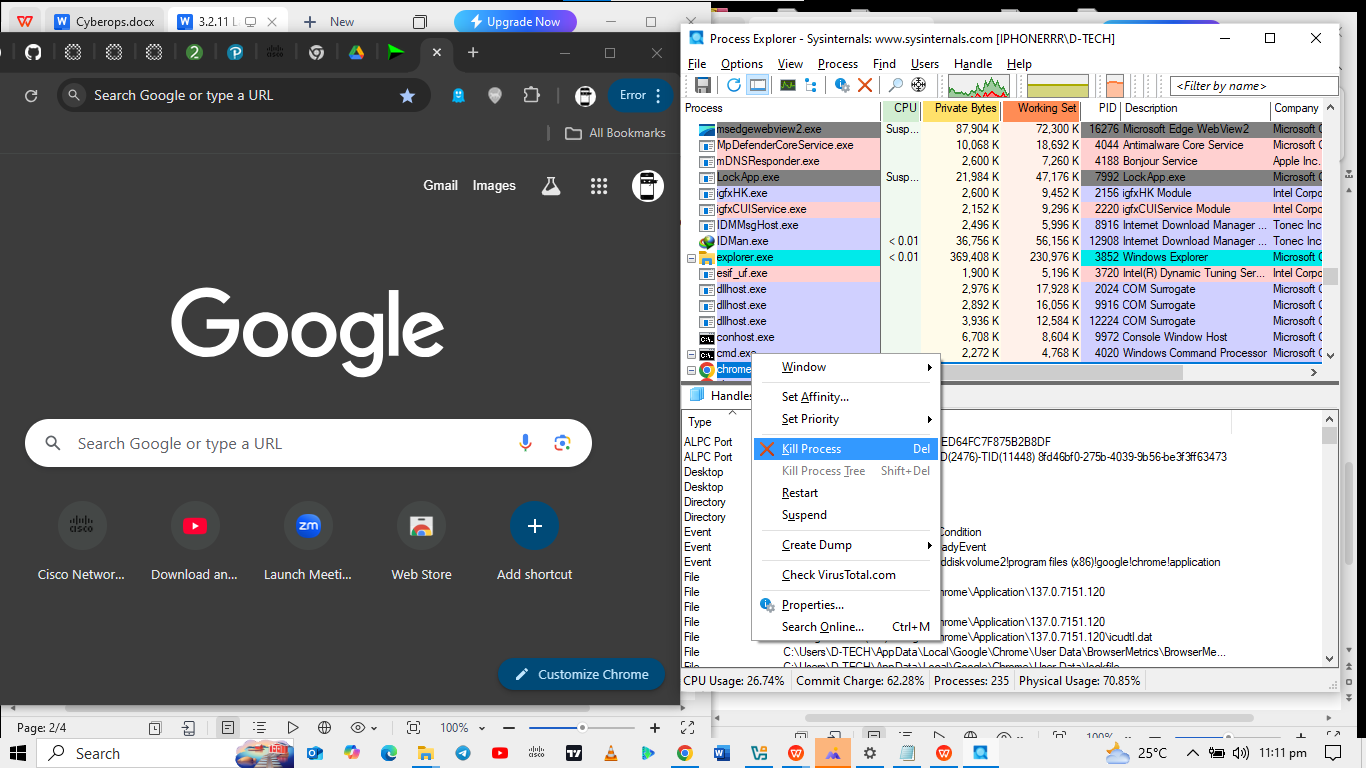 Cyberops.docx
3.2.11 L
New
Upgrade Now
Search Google or type a URL
Error
All Bookmarks
Gmail
Images
Google
Search Google or type a URL
Cisco Networ...
Download an...
Launch Meeti...
Web Store
Add shortcut
Customize Chrome
Process Explorer - Sysinternals: www.sysinternals.com [IPHONERRR\D-TECH]
File Options View Process Find Users Handle Help
<Filter by name>
Process CPU Private Bytes Working Set PID Description Company
msedgewebview2.exe Susp... 87,904 K 72,300 K 16276 Microsoft Edge WebView2 Microsoft C
MpDefenderCoreService.exe 10,068 K 18,692 K 4044 Antimalware Core Service Microsoft C
mDNSResponder.exe 2,600 K 7,260 K 4188 Bonjour Service Apple Inc.
LockApp.exe Susp... 21,984 K 47,176 K 7992 LockApp.exe Microsoft C
igfxHK.exe 2,600 K 9,452 K 2156 igfxHK Module Intel Corpo
igfxCUIService.exe 2,152 K 9,296 K 2220 igfxCUIService Module Intel Corpo
IDMMsgHost.exe 2,496 K 5,996 K 8916 Internet Download Manager ... Tonec Inc
IDMan.exe < 0.01 36,756 K 56,156 K 12908 Internet Download Manager ... Tonec Inc
explorer.exe < 0.01 369,408 K 230,976 K 3852 Windows Explorer Microsoft C
esif_uf.exe 1,900 K 5,196 K 3720 Intel(R) Dynamic Tuning Ser... Intel Corpo
dllhost.exe 2,976 K 17,928 K 2024 COM Surrogate Microsoft C
dllhost.exe 2,892 K 16,056 K 9916 COM Surrogate Microsoft C
dllhost.exe 3,936 K 12,584 K 12224 COM Surrogate Microsoft C
conhost.exe 6,708 K 8,604 K 9972 Console Window Host Microsoft C
cmd.exe 2,272 K 4,768 K 4020 Windows Command Processor Microsoft C
chrome
Window
Set Affinity...
Set Priority
Kill Process Del
Kill Process Tree Shift+Del
Restart
Suspend
Create Dump
Check VirusTotal.com
Properties...
Search Online... Ctrl+M
Handles
Type
ALPC Port ED64FC7F875B2B8DF
ALPC Port D(2476)-TID(11448) 8fd46bf0-275b-4039-9b56-be3f3ff63473
Desktop
Desktop
Directory
Directory
Event Condition
Event adyEvent
Event ddiskvolume2!program files (x86)!google!chrome!application
File
File hrome\Application\137.0.7151.120
File
File hrome\Application\137.0.7151.120
File hrome\Application\137.0.7151.120\icudtl.dat
File C:\Users\D-TECH\AppData\Local\Google\Chrome\User Data\BrowserMetrics\BrowserMe...
File C:\Users\D-TECH\AppData\Local\Google\Chrome\User Data\lockfile
CPU Usage: 26.74% Commit Charge: 62.28% Processes: 235 Physical Usage: 70.85%
Page: 2/4
100%
100%
Search
25°C
11:11 pm